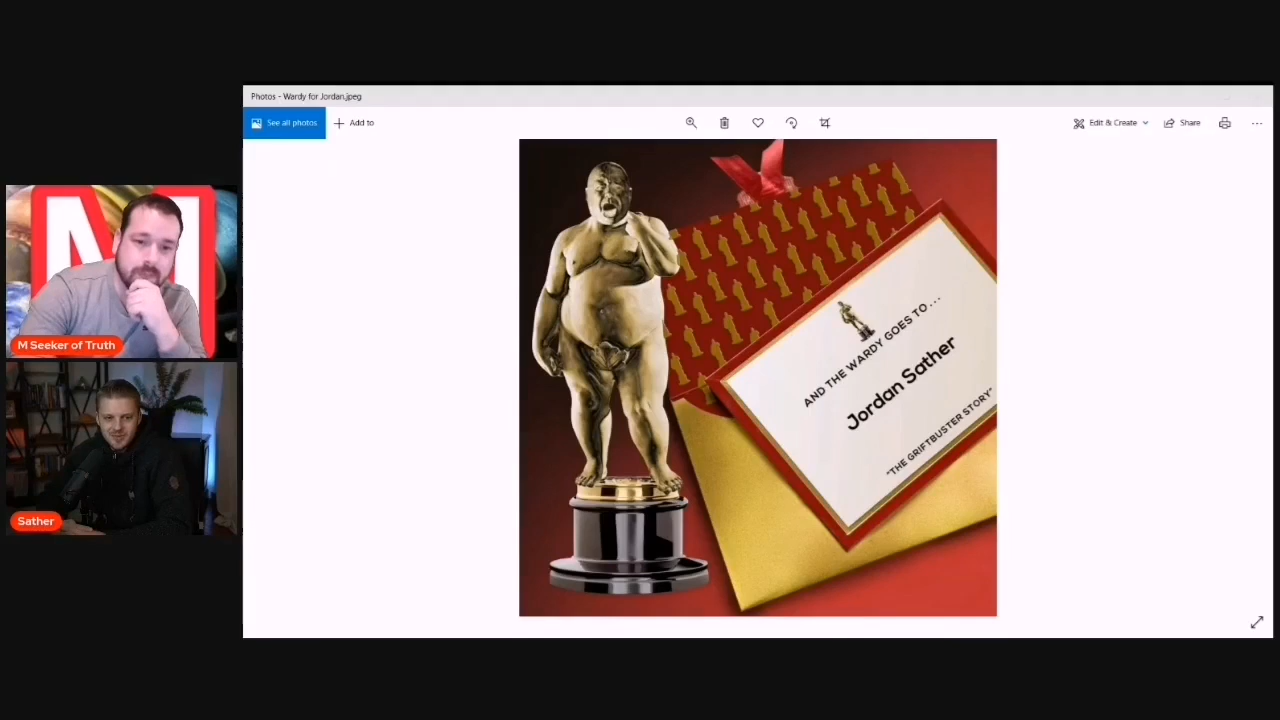 Photos - Wardy for Jordan.jpeg
See all photos
Add to
Edit & Create
Share
M Seeker of Truth
Sather
AND THE WARDY GOES TO...
Jordan Sather
"THE GRIFTBUSTER STORY"